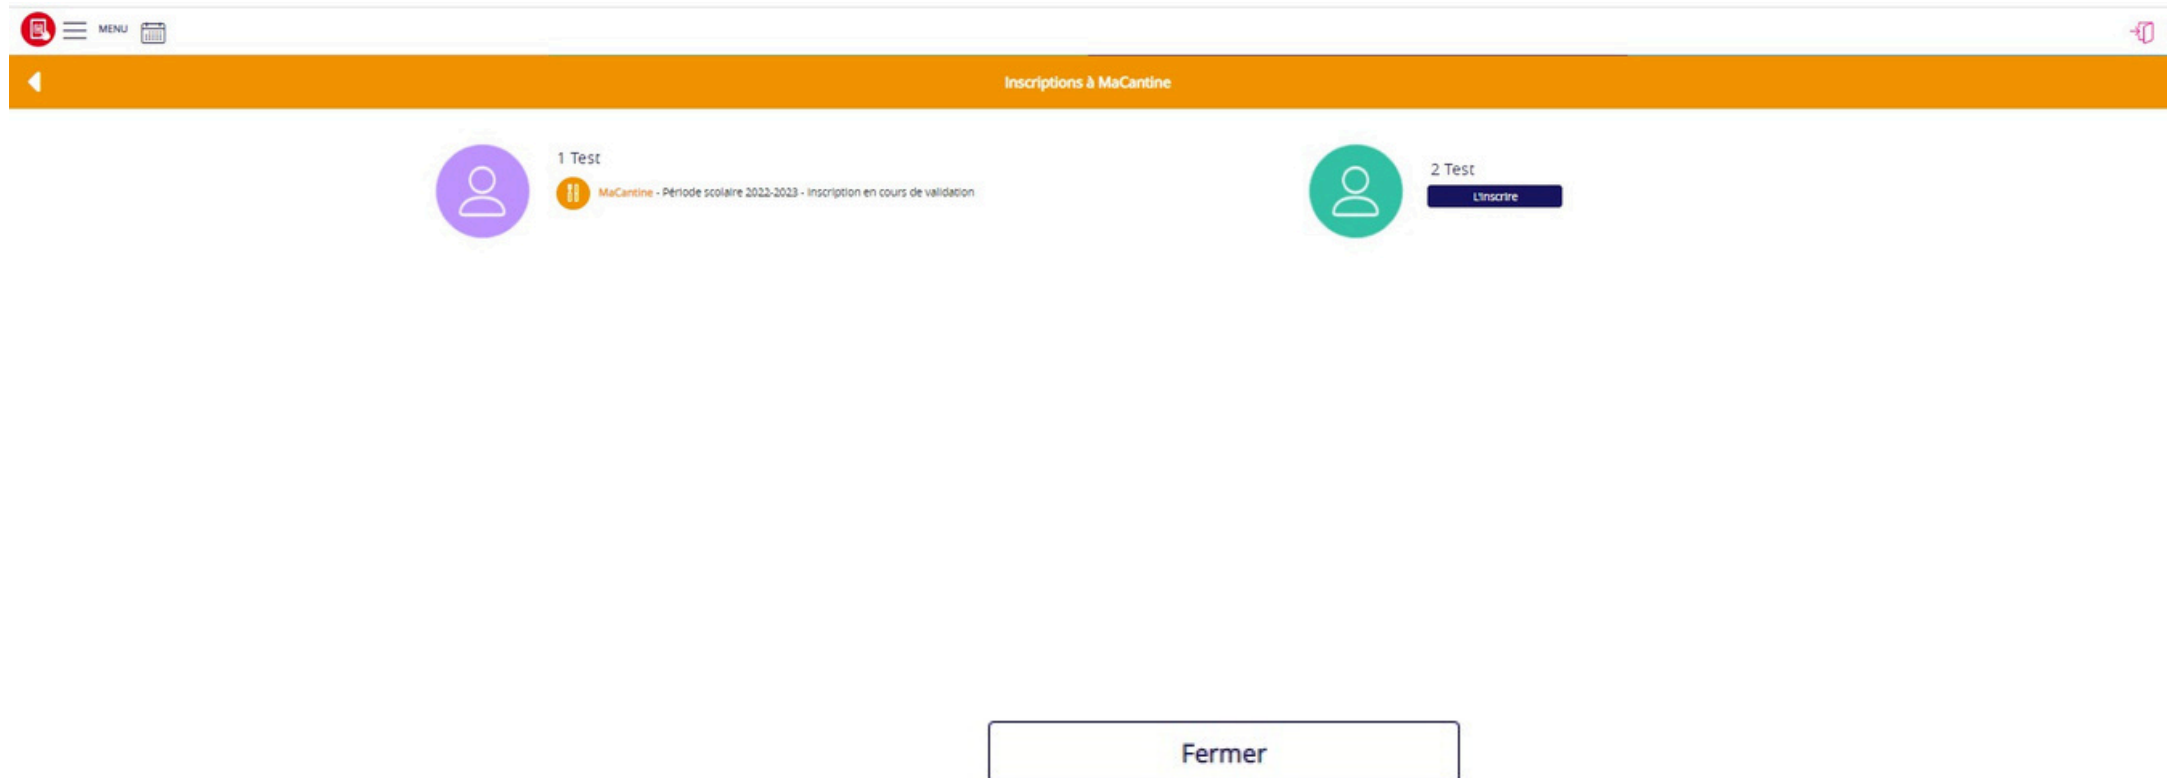 MENU
Inscriptions à MaCantine
1 Test
MaCantine - Période scolaire 2022-2023 - Inscription en cours de validation
2 Test
L'inscrire
Fermer